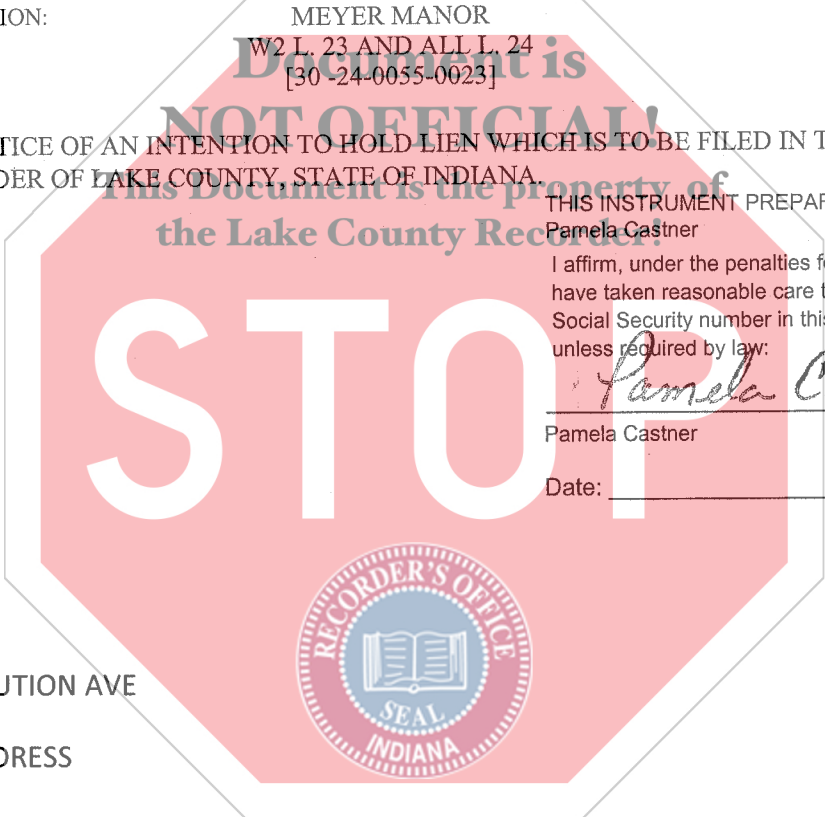 ION:
MEYER MANOR
W2 L. 23 AND ALL L. 24
[30 -24-0055-0023]
Document is
NOT OFFICIAL!
TICE OF AN INTENTION TO HOLD LIEN WHICH IS TO BE FILED IN T
DER OF LAKE COUNTY, STATE OF INDIANA.
This Document is the property of
the Lake County Recorder!
THIS INSTRUMENT PREPAR
Pamela Castner
I affirm, under the penalties f
have taken reasonable care t
Social Security number in this
unless required by law:
Pamela C
Pamela Castner
Date:
STOP
RECORDER'S OFFICE
SEAL
INDIANA
UTION AVE
DRESS